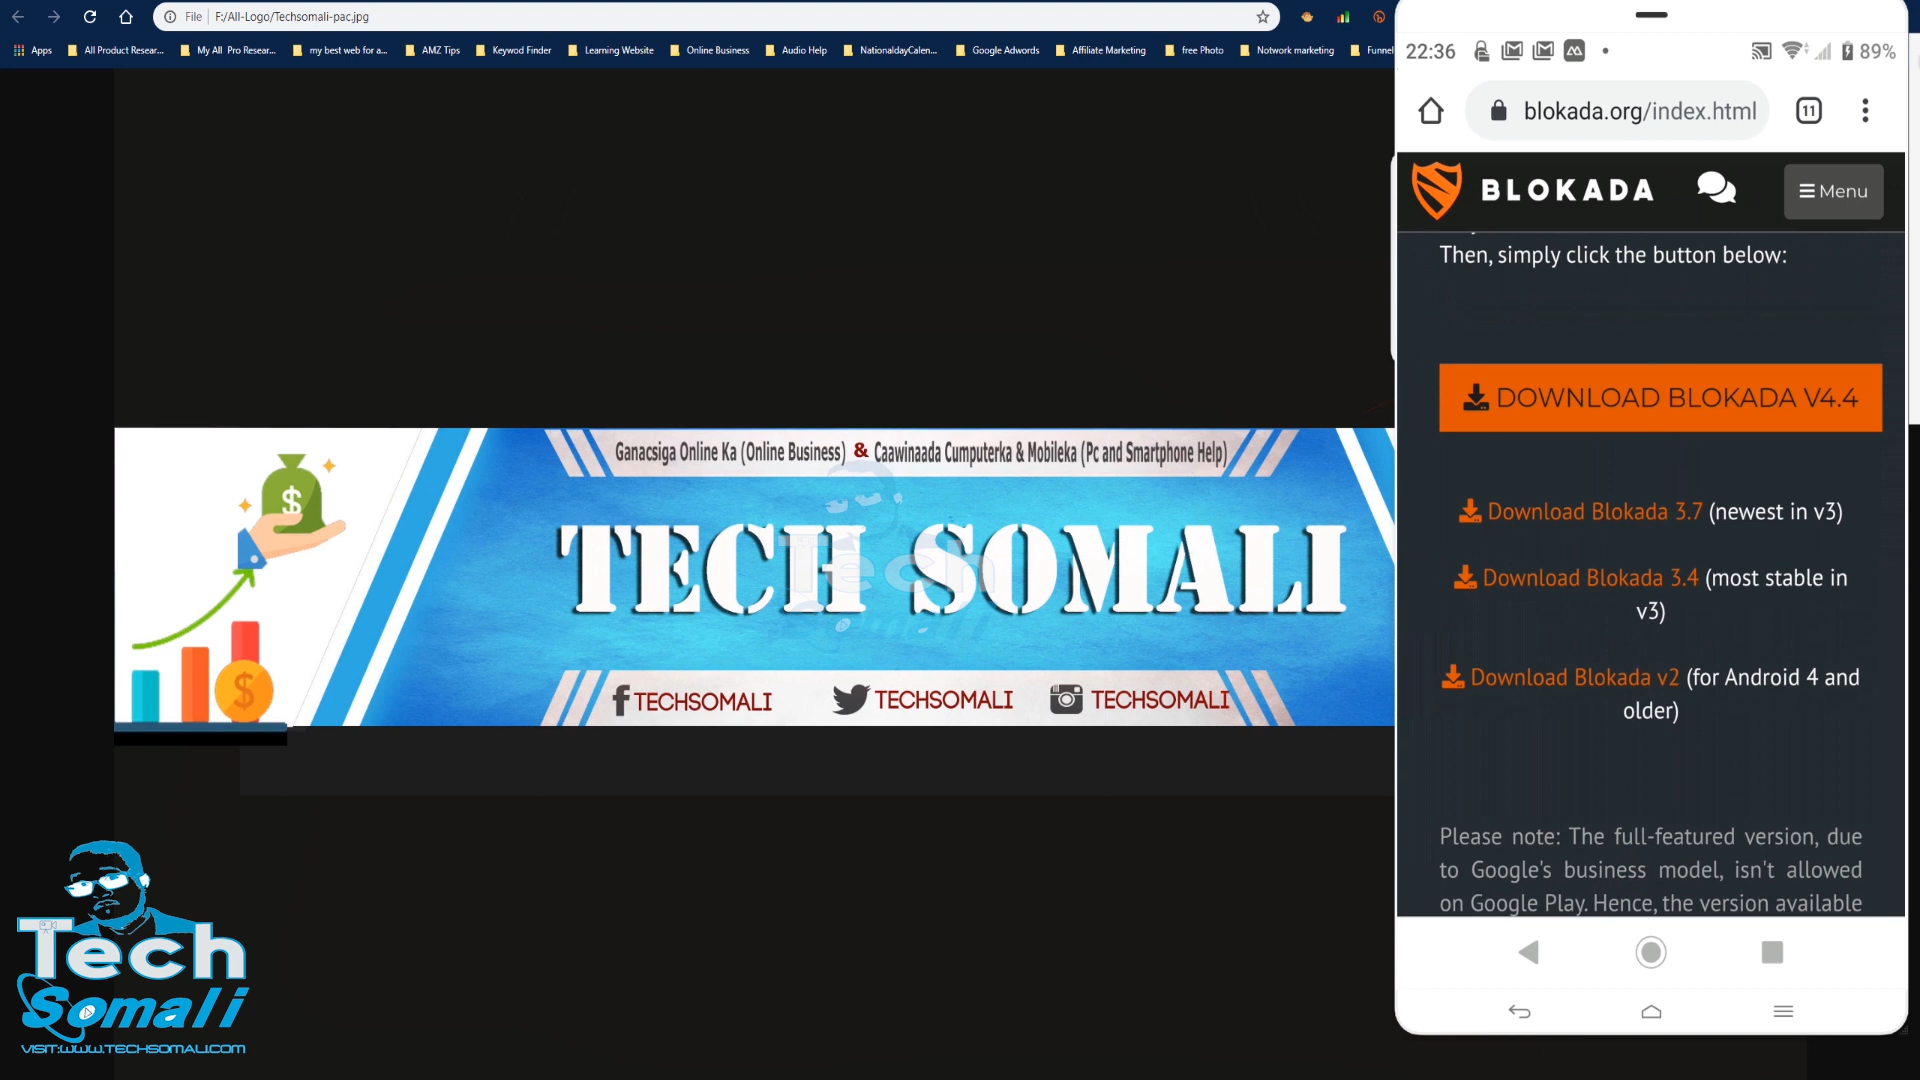 File F:/All-Logo/Techsomali-pac.jpg
Apps All Product Resear... My All Pro Resear... my best web for a... AMZ Tips Keywod Finder Learning Website Online Business Audio Help NationaldayCalen... Google Adwords Affiliate Marketing free Photo Notwork marketing Funnel
Ganacsiga Online Ka (Online Business) & Caawinaada Cumputerka & Mobileka (Pc and Smartphone Help)
TECH SOMALI
Tech
Somali
TECHSOMALI TECHSOMALI TECHSOMALI
Tech
Somali
VISIT:WWW.TECHSOMALI.COM
22:36 89%
blokada.org/index.html 11
BLOKADA Menu
Then, simply click the button below:
DOWNLOAD BLOKADA V4.4
Download Blokada 3.7 (newest in v3)
Download Blokada 3.4 (most stable in
v3)
Download Blokada v2 (for Android 4 and
older)
Please note: The full-featured version, due
to Google's business model, isn't allowed
on Google Play. Hence, the version available